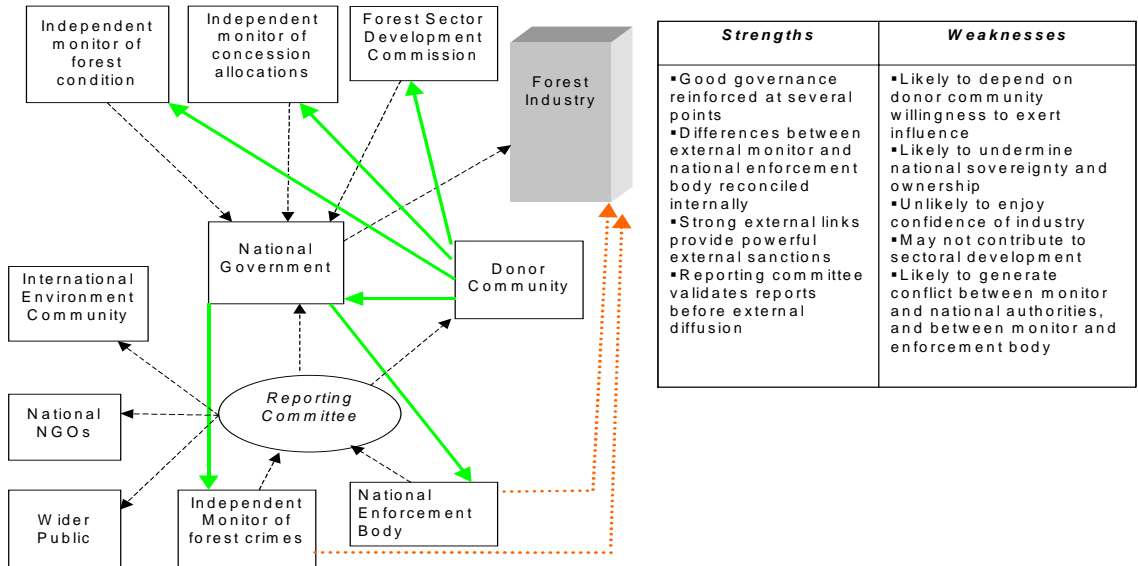 Independent
monitor of
forest
condition
Independent
monitor of
concession
allocations
Forest Sector
Development
Commission
Forest
Industry
National
Government
Donor
Community
International
Environment
Community
Reporting
Committee
National
NGOs
Wider
Public
Independent
Monitor of
forest crimes
National
Enforcement
Body
Strengths
▪Good governance
reinforced at several
points
▪Differences between
external monitor and
national enforcement
body reconciled
internally
▪Strong external links
provide powerful
external sanctions
▪Reporting committee
validates reports
before external
diffusion
Weaknesses
▪Likely to depend on
donor community
willingness to exert
influence
▪Likely to undermine
national sovereignty and
ownership
▪Unlikely to enjoy
confidence of industry
▪May not contribute to
sectoral development
▪Likely to generate
conflict between monitor
and national authorities,
and between monitor and
enforcement body